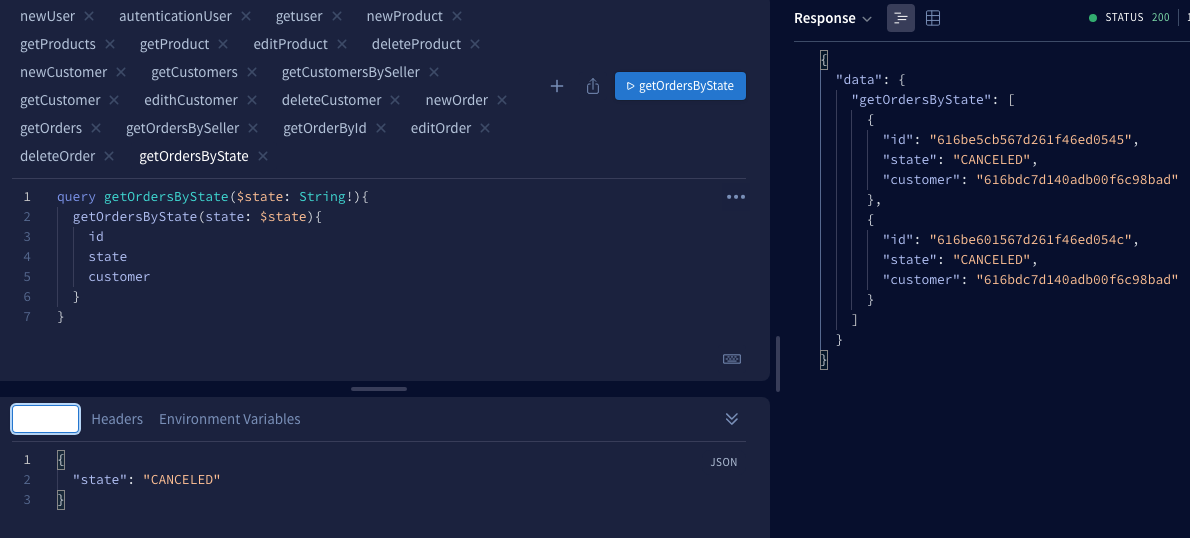 newUser autenticationUser getuser newProduct
getProducts getProduct editProduct deleteProduct
newCustomer getCustomers getCustomersBySeller
getCustomer edithCustomer deleteCustomer newOrder
getOrders getOrdersBySeller getOrderById editOrder
deleteOrder getOrdersByState
getOrdersByState
1 query getOrdersByState($state: String!){
2 getOrdersByState(state: $state){
3 id
4 state
5 customer
6 }
7 }
Headers Environment Variables
JSON
1 {
2 "state": "CANCELED"
3 }
Response STATUS 200
{
"data": {
"getOrdersByState": [
{
"id": "616be5cb567d261f46ed0545",
"state": "CANCELED",
"customer": "616bdc7d140adb00f6c98bad"
},
{
"id": "616be601567d261f46ed054c",
"state": "CANCELED",
"customer": "616bdc7d140adb00f6c98bad"
}
]
}
}